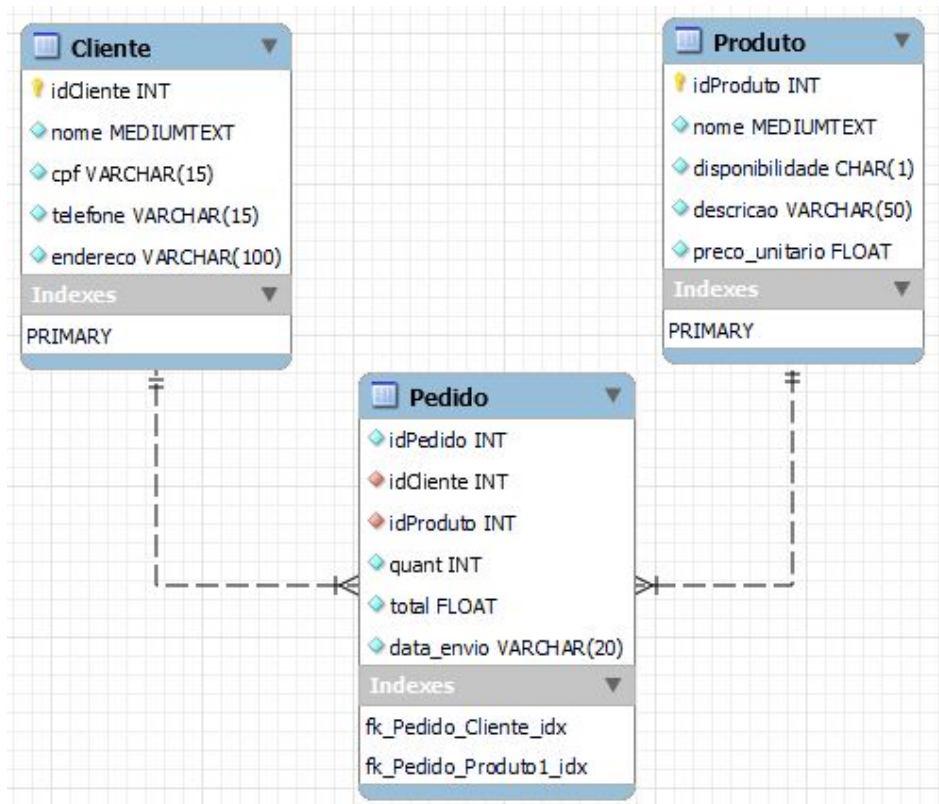 Cliente
idCliente INT
nome MEDIUMTEXT
cpf VARCHAR(15)
telefone VARCHAR(15)
endereco VARCHAR(100)
Indexes
PRIMARY
Produto
idProduto INT
nome MEDIUMTEXT
disponibilidade CHAR(1)
descricao VARCHAR(50)
preco_unitario FLOAT
Indexes
PRIMARY
Pedido
idPedido INT
idCliente INT
idProduto INT
quant INT
total FLOAT
data_envio VARCHAR(20)
Indexes
fk_Pedido_Cliente_idx
fk_Pedido_Produto1_idx